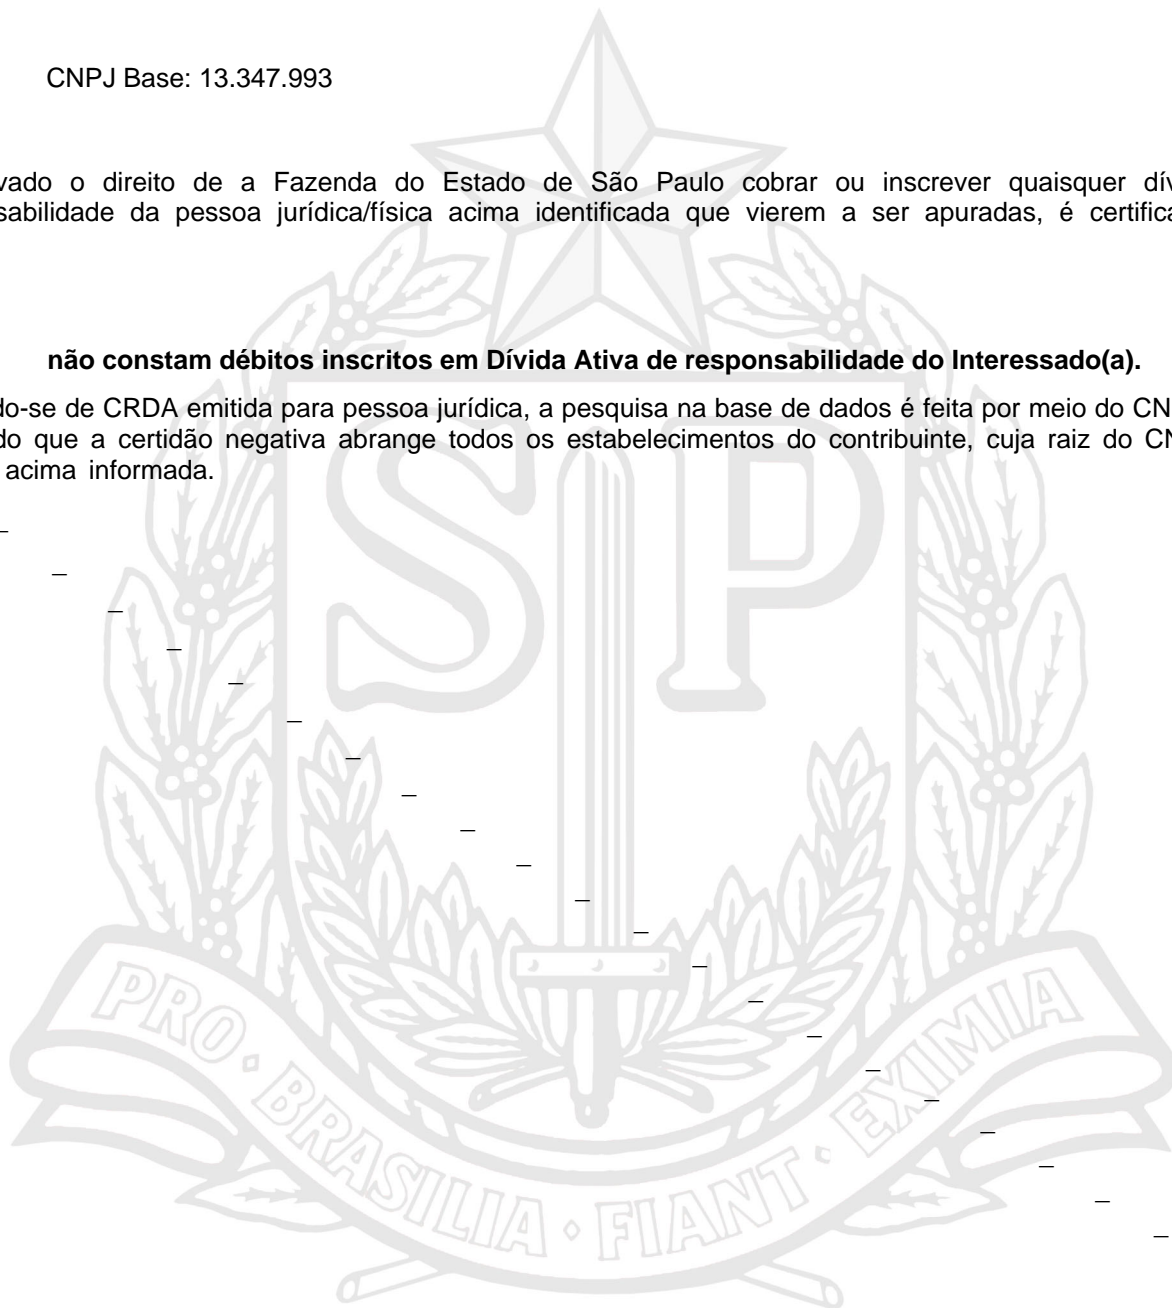 CNPJ Base: 13.347.993
vado o direito de a Fazenda do Estado de São Paulo cobrar ou inscrever quaisquer dív
sabilidade da pessoa jurídica/física acima identificada que vierem a ser apuradas, é certifica
não constam débitos inscritos em Dívida Ativa de responsabilidade do Interessado(a).
do-se de CRDA emitida para pessoa jurídica, a pesquisa na base de dados é feita por meio do CN
do que a certidão negativa abrange todos os estabelecimentos do contribuinte, cuja raiz do CN
acima informada.
SP
PRO • BRASILIA • FIANT • EXIMIA